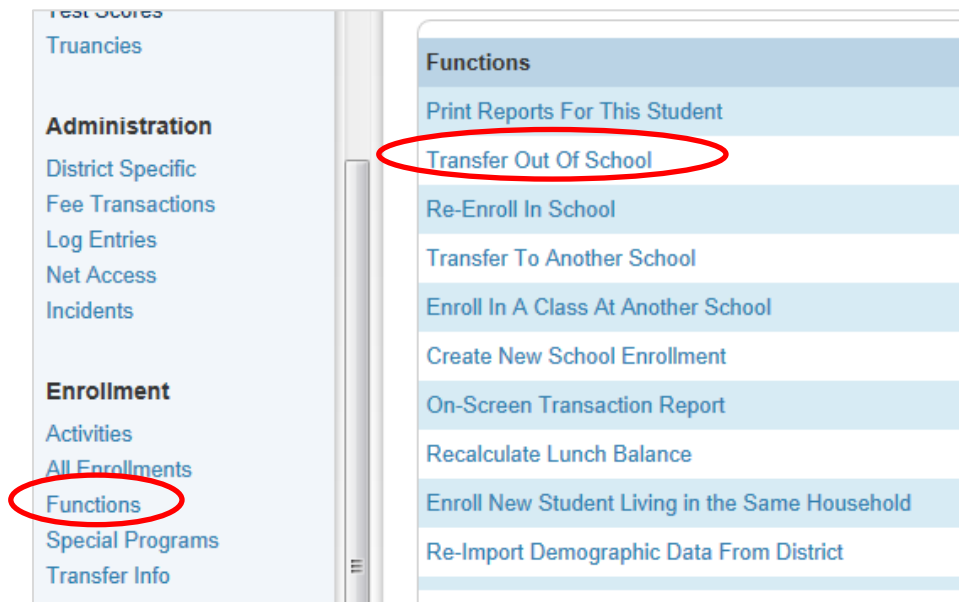 Test Scores
Truancies
Administration
District Specific
Fee Transactions
Log Entries
Net Access
Incidents
Enrollment
Activities
All Enrollments
Functions
Special Programs
Transfer Info
Functions
Print Reports For This Student
Transfer Out Of School
Re-Enroll In School
Transfer To Another School
Enroll In A Class At Another School
Create New School Enrollment
On-Screen Transaction Report
Recalculate Lunch Balance
Enroll New Student Living in the Same Household
Re-Import Demographic Data From District